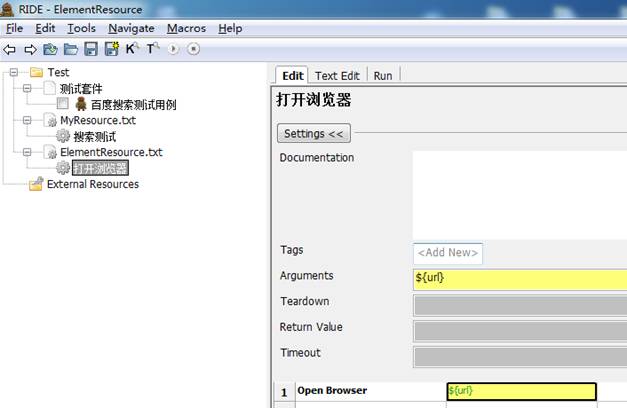 RIDE - ElementResource
File Edit Tools Navigate Macros Help
K T
Test
测试套件
百度搜索测试用例
MyResource.txt
搜索测试
ElementResource.txt
打开浏览器
External Resources
Edit Text Edit Run
打开浏览器
Settings <<
Documentation
Tags <Add New>
Arguments ${url}
Teardown
Return Value
Timeout
1 Open Browser ${url}